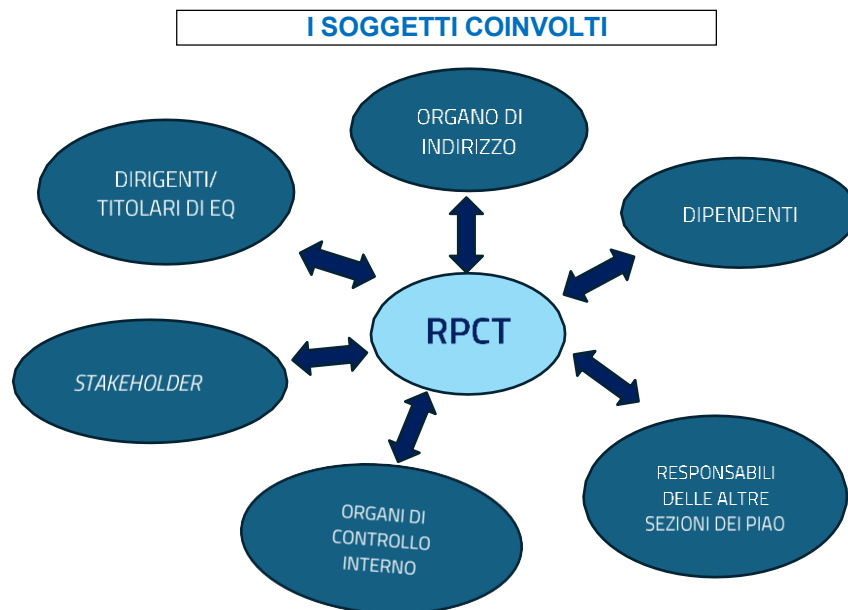 I SOGGETTI COINVOLTI
ORGANO DI
INDIRIZZO
DIRIGENTI/
TITOLARI DI EQ
DIPENDENTI
RPCT
STAKEHOLDER
RESPONSABILI
DELLE ALTRE
SEZIONI DEI PIAO
ORGANI DI
CONTROLLO
INTERNO